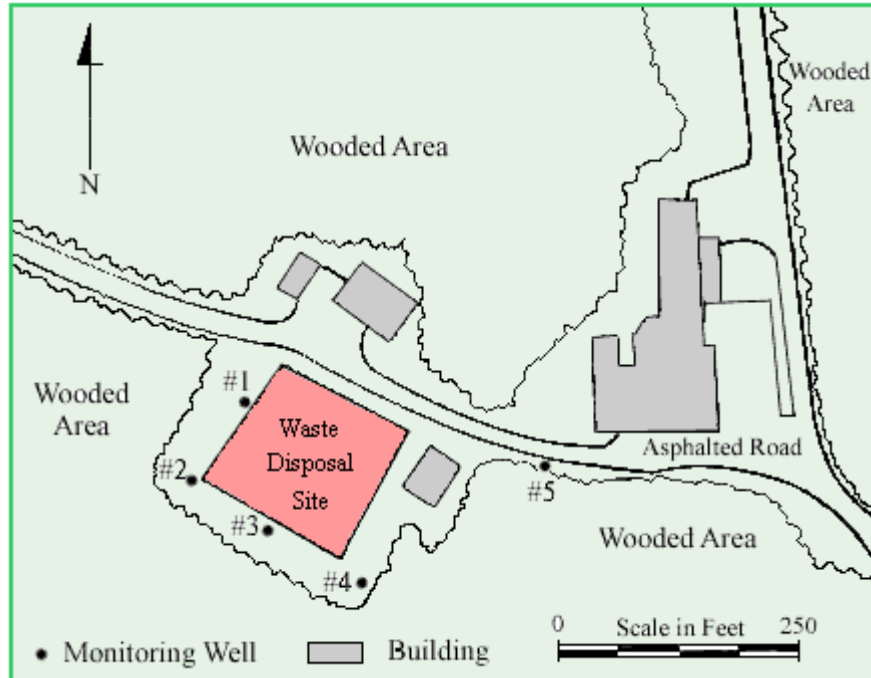 Wooded
Area
Wooded Area
N
#1
Wooded
Area
Waste
Disposal
Site
Asphalted Road
#2
#5
#3
Wooded Area
#4
0 Scale in Feet 250
Monitoring Well
Building